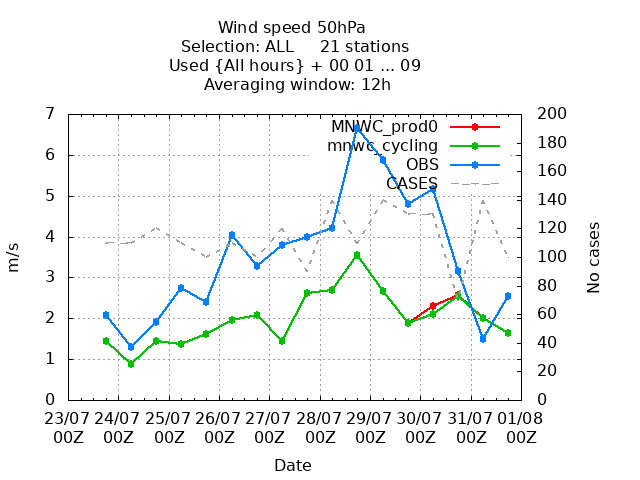 Wind speed 50hPa
Selection: ALL 21 stations
Used {All hours} + 00 01 ... 09
Averaging window: 12h
MNWC_prod0
mnwc_cycling
OBS
CASES
7
6
5
4
3
2
1
0
m/s
200
180
160
140
120
100
80
60
40
20
0
No cases
23/07 24/07 25/07 26/07 27/07 28/07 29/07 30/07 31/07 01/08
00Z 00Z 00Z 00Z 00Z 00Z 00Z 00Z 00Z 00Z
Date